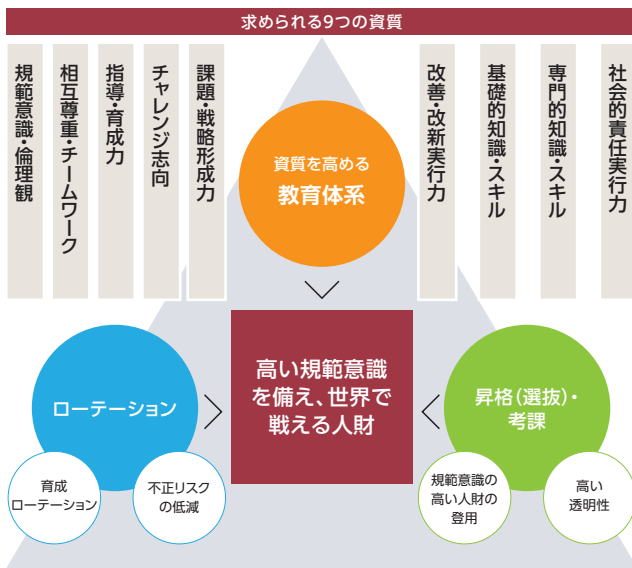 求められる9つの資質
規範意識・倫理観
相互尊重・チームワーク
指導・育成力
チャレンジ志向
課題・戦略形成力
改善・改新実行力
基礎的知識・スキル
専門的知識・スキル
社会的責任実行力
資質を高める
教育体系
高い規範意識
を備え、世界で
戦える人財
ローテーション
育成
ローテーション
不正リスク
の低減
昇格(選抜)・
考課
規範意識の
高い人財の
登用
高い
透明性